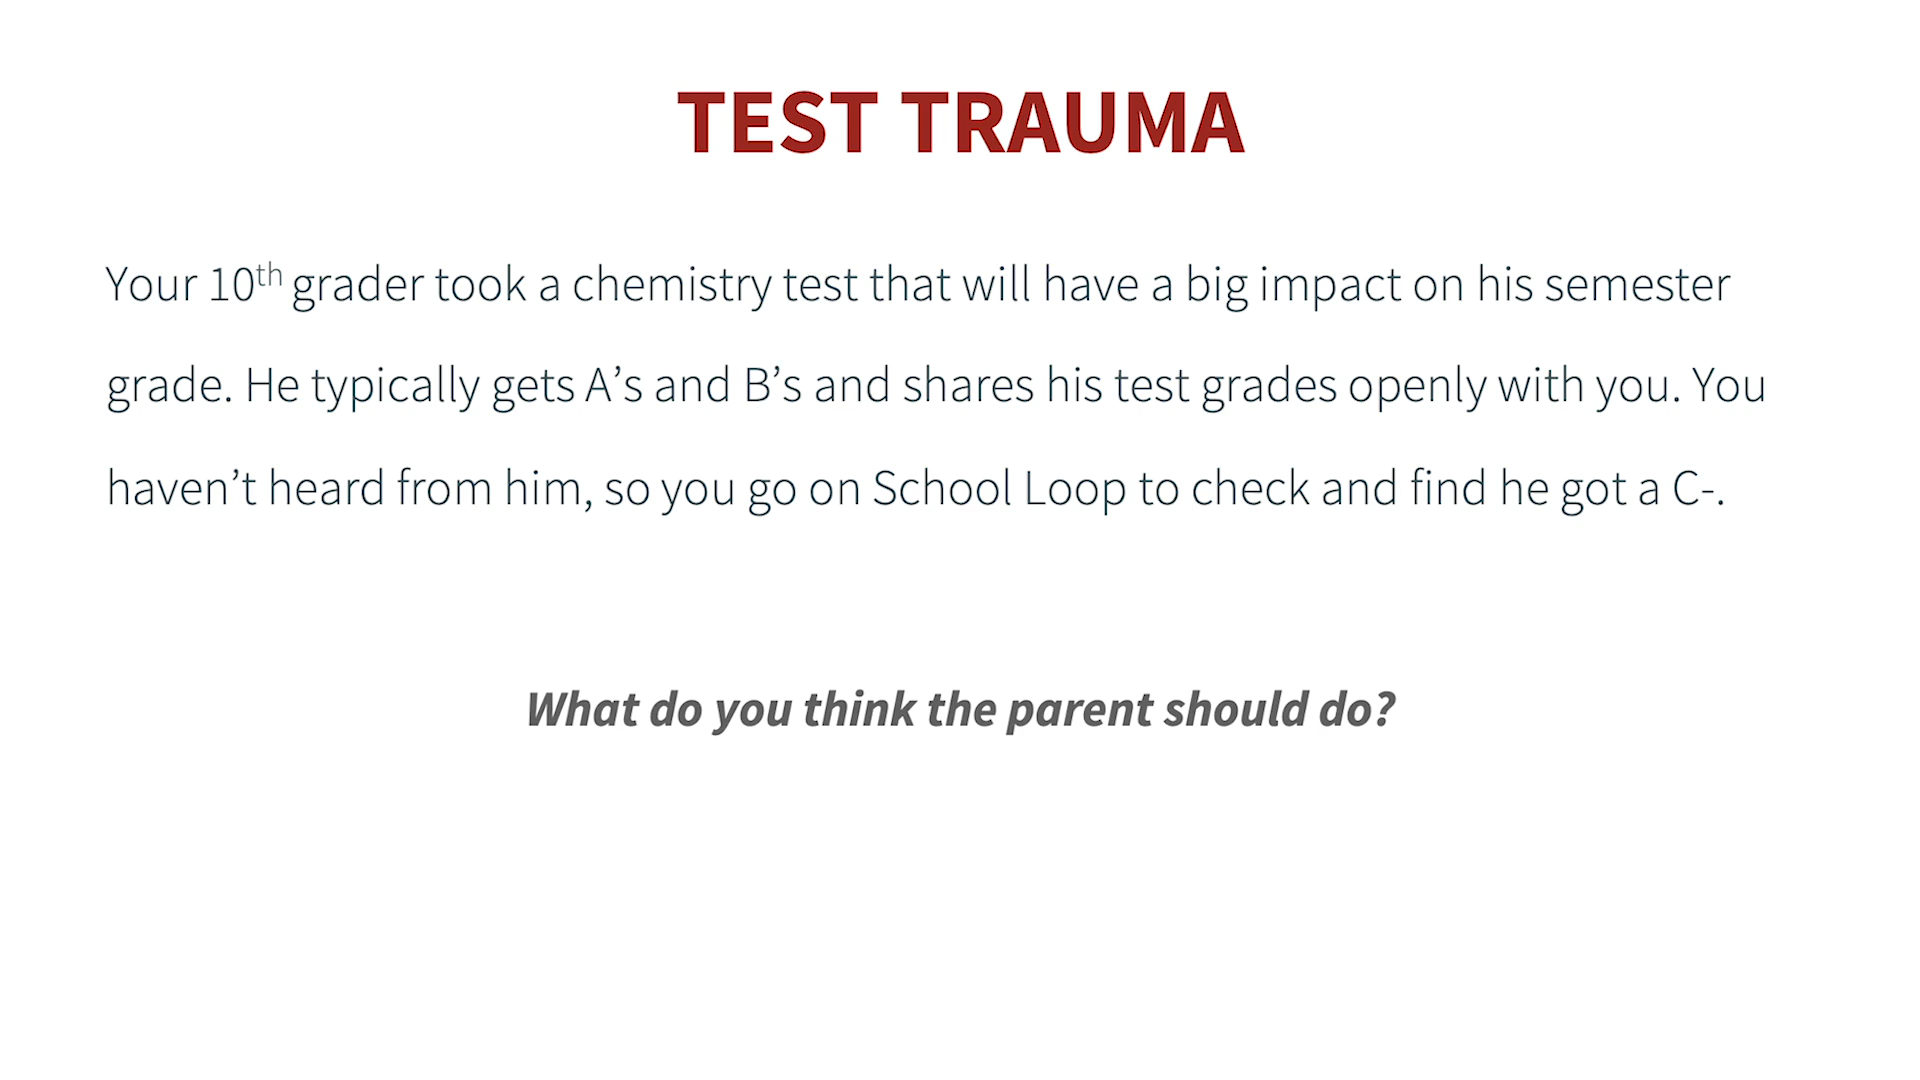 TEST TRAUMA
Your 10th grader took a chemistry test that will have a big impact on his semester
grade. He typically gets A’s and B’s and shares his test grades openly with you. You
haven’t heard from him, so you go on School Loop to check and find he got a C-.
What do you think the parent should do?